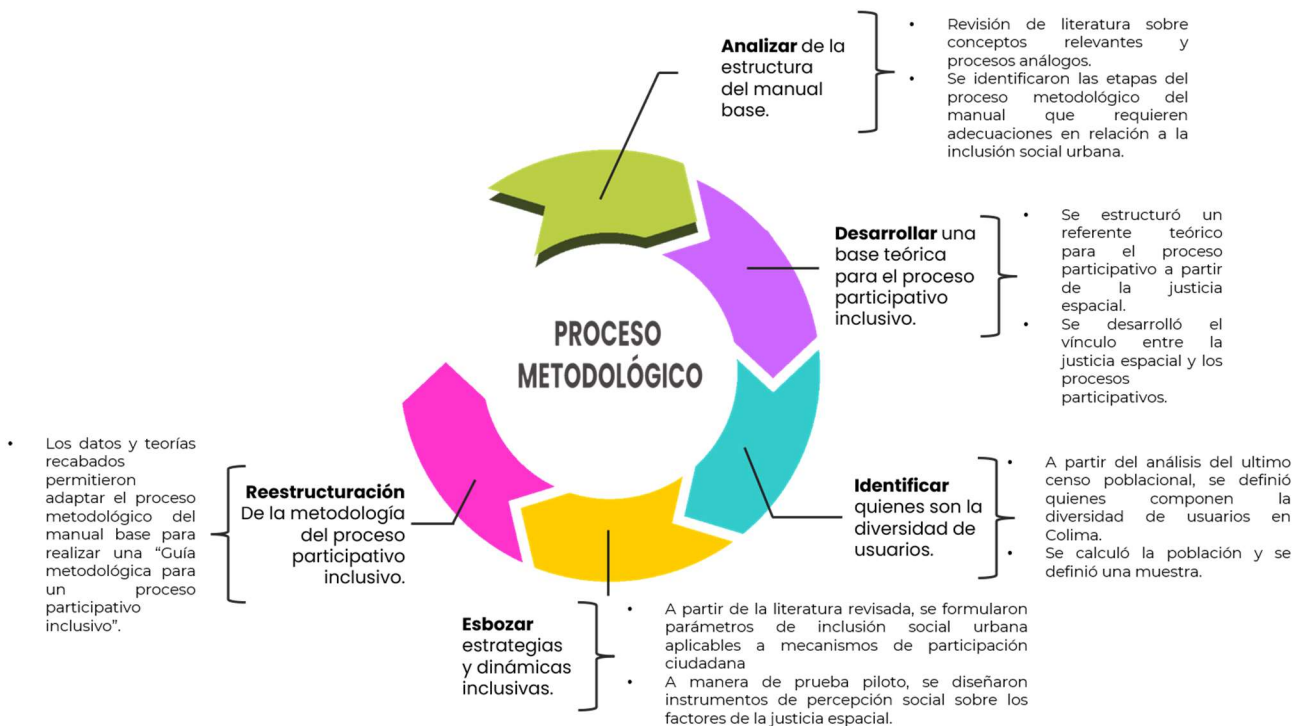 Analizar de la
estructura
del manual
base.
• Revisión de literatura sobre
conceptos relevantes y
procesos análogos.
• Se identificaron las etapas del
proceso metodológico del
manual que requieren
adecuaciones en relación a la
inclusión social urbana.
Desarrollar una
base teórica
para el proceso
participativo
inclusivo.
• Se estructuró un
referente teórico
para el proceso
participativo a partir
de la justicia
espacial.
• Se desarrolló el
vínculo entre la
justicia espacial y los
procesos
participativos.
PROCESO
METODOLÓGICO
Identificar
quienes son la
diversidad de
usuarios.
• A partir del análisis del ultimo
censo poblacional, se definió
quienes componen la
diversidad de usuarios en
Colima.
• Se calculó la población y se
definió una muestra.
Esbozar
estrategias
y dinámicas
inclusivas.
• A partir de la literatura revisada, se formularon
parámetros de inclusión social urbana
aplicables a mecanismos de participación
ciudadana
• A manera de prueba piloto, se diseñaron
instrumentos de percepción social sobre los
factores de la justicia espacial.
Reestructuración
De la metodología
del proceso
participativo
inclusivo.
• Los datos y teorías
recabados
permitieron
adaptar el proceso
metodológico del
manual base para
realizar una “Guía
metodológica para
un proceso
participativo
inclusivo”.